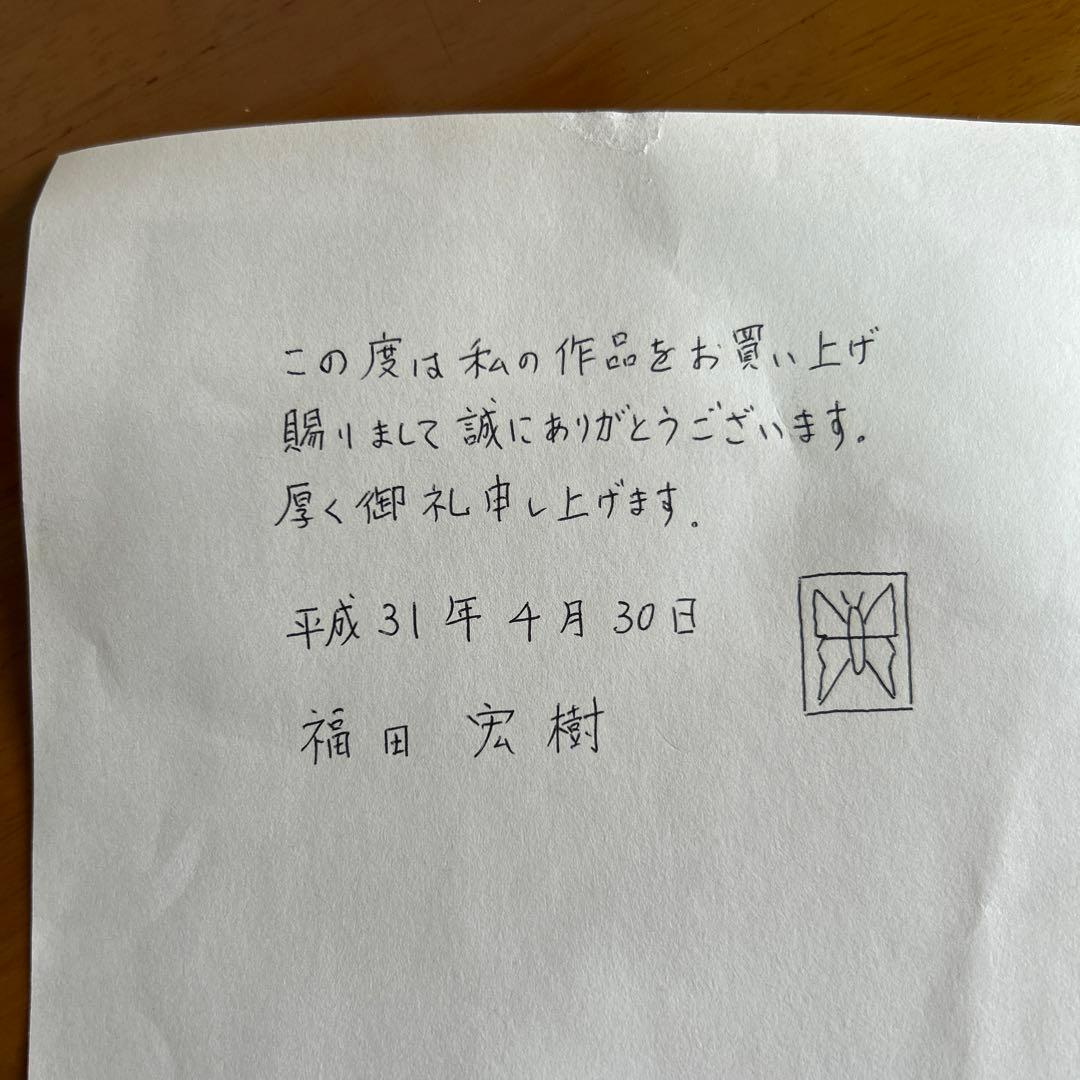 この度は私の作品をお買い上げ
賜りまして誠にありがとうございます。
厚く御礼申し上げます。
平成31年4月30日
福田 宏樹